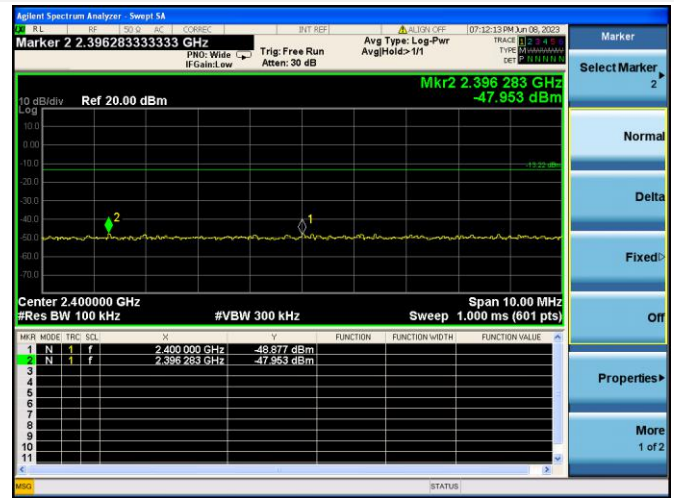 Agilent Spectrum Analyzer - Swept SA
RL RF 50 Ω AC CORREC INT REF ALIGN OFF 07:12:13 PM Jun 08, 2023
Marker 2 2.396283333333 GHz
PNO: Wide
IFGain:Low
Trig: Free Run
Atten: 30 dB
Avg Type: Log-Pwr
Avg|Hold>1/1
TRACE 1 2 3 4 5 6
TYPE
DET P N N N N N
Mkr2 2.396 283 GHz
-47.953 dBm
10 dB/div Ref 20.00 dBm
Log
10.0
0.00
-10.0
-13.22 dBm
-20.0
-30.0
-40.0
2
1
-50.0
-60.0
-70.0
Center 2.400000 GHz Span 10.00 MHz
#Res BW 100 kHz #VBW 300 kHz Sweep 1.000 ms (601 pts)
MKR MODE TRC SCL X Y FUNCTION FUNCTION WIDTH FUNCTION VALUE
1 N 1 f 2.400 000 GHz -48.877 dBm
2 N 1 f 2.396 283 GHz -47.953 dBm
3
4
5
6
7
8
9
10
11
MSG STATUS
Marker
Select Marker
2
Normal
Delta
Fixed
Off
Properties
More
1 of 2